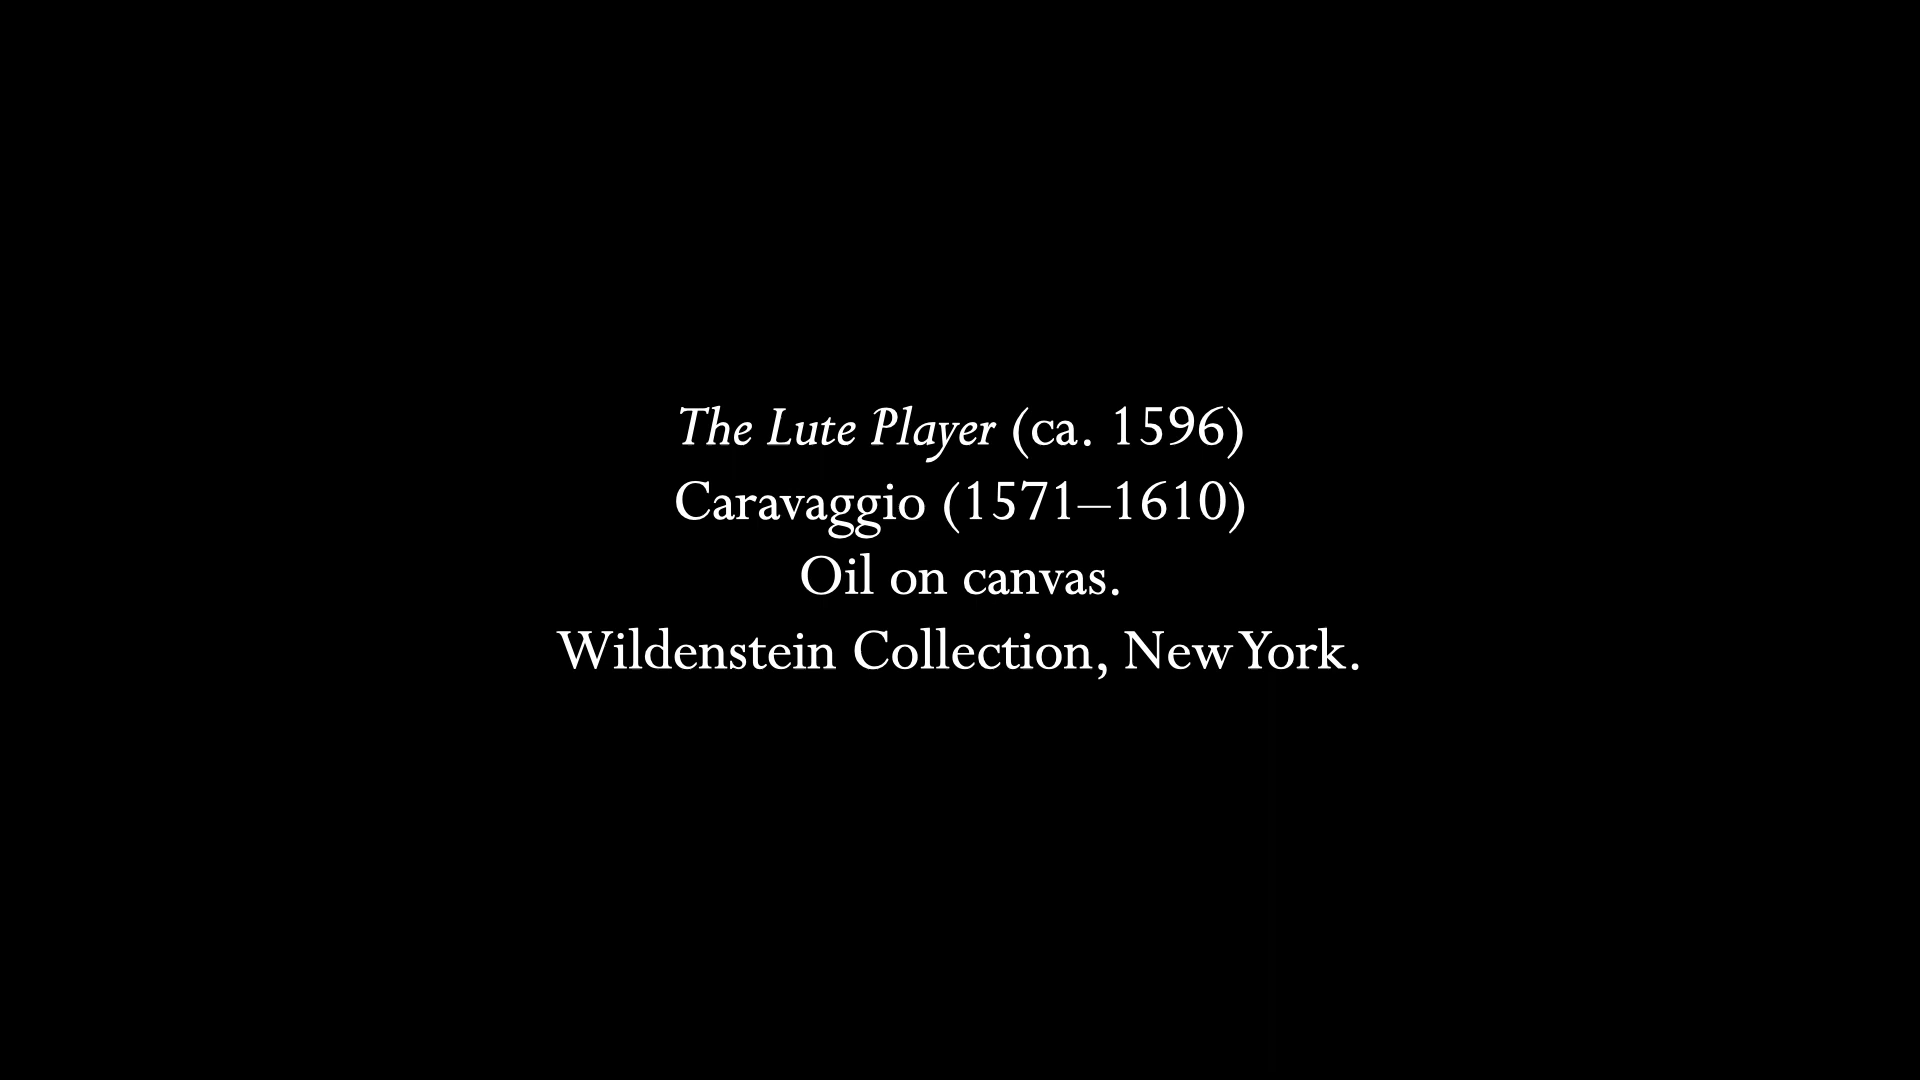 The Lute Player (ca. 1596)
Caravaggio (1571–1610)
Oil on canvas.
Wildenstein Collection, New York.